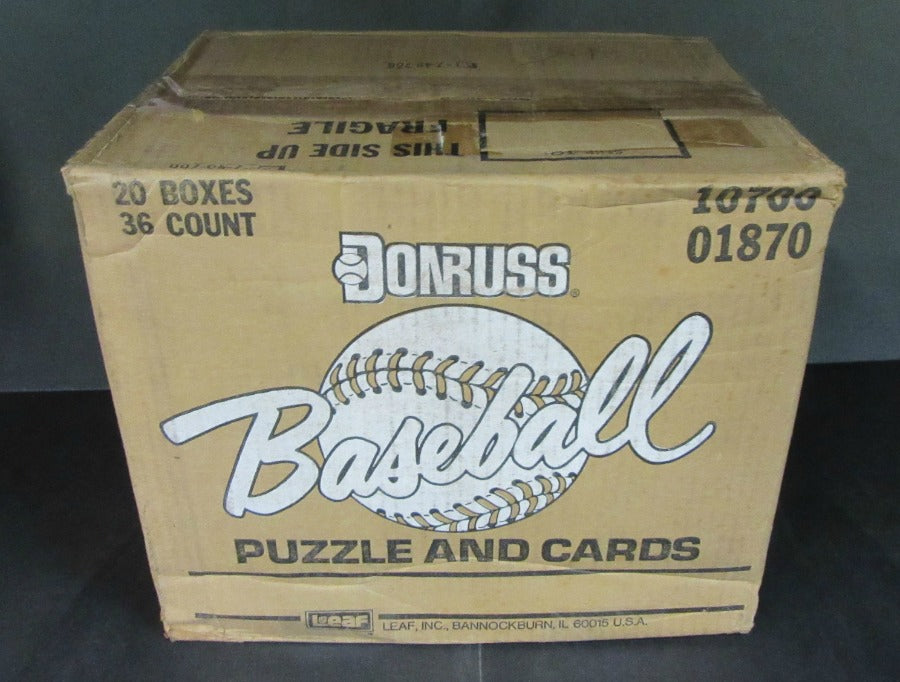 FRAGILE
THIS SIDE UP
20 BOXES
36 COUNT
10700
01870
DONRUSS®
Baseball
PUZZLE AND CARDS
Leaf
LEAF, INC., BANNOCKBURN, IL 60015 U.S.A.